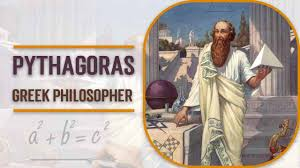 PYTHAGORAS
GREEK PHILOSOPHER
a² + b² = c²